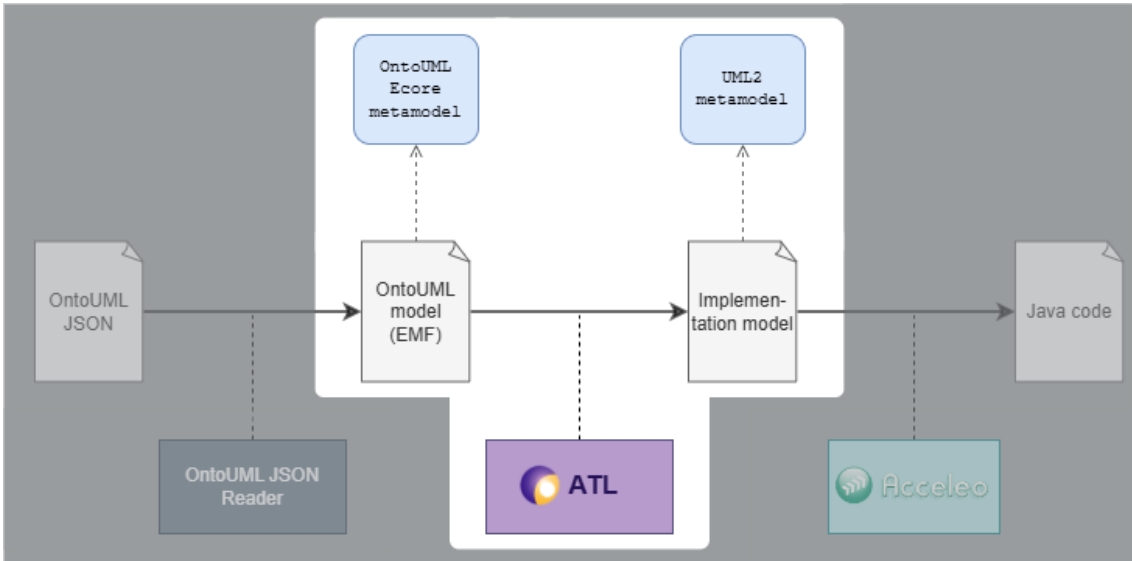 OntoUML
Ecore
metamodel
UML2
metamodel
OntoUML
JSON
OntoUML
model
(EMF)
Implemen-
tation model
Java code
OntoUML JSON
Reader
ATL
Acceleo